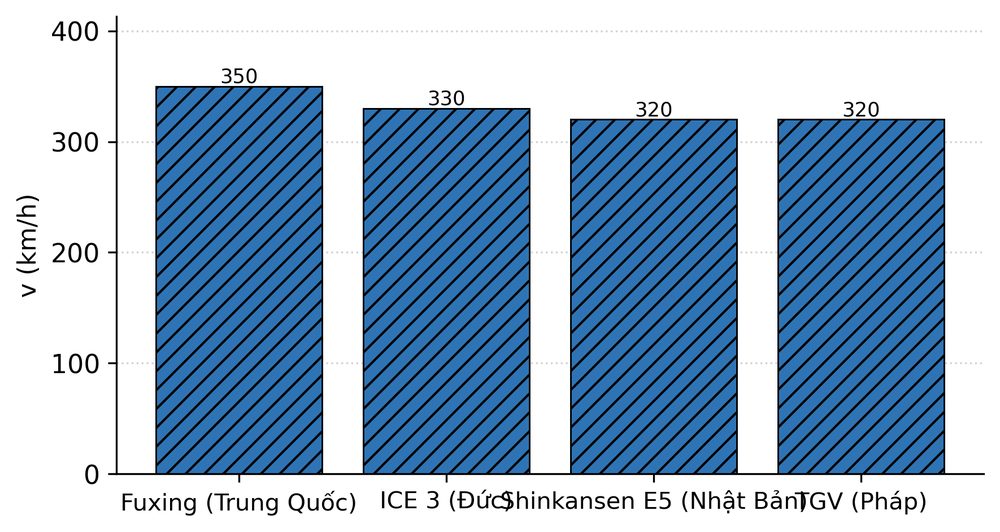 400
300
200
100
0
v (km/h)
350
330
320
320
Fuxing (Trung Quốc)
ICE 3 (Đức)
Shinkansen E5 (Nhật Bản)
TGV (Pháp)